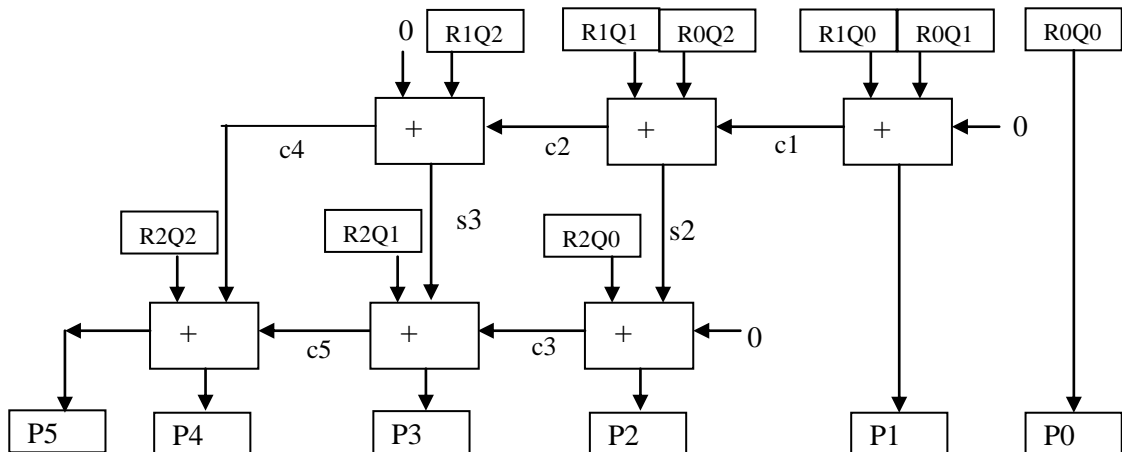 0 R1Q2 R1Q1 R0Q2 R1Q0 R0Q1 R0Q0
+ + + 0
c4 c2 c1
s3 s2
R2Q2 R2Q1 R2Q0
+ + + 0
c5 c3
P5 P4 P3 P2 P1 P0